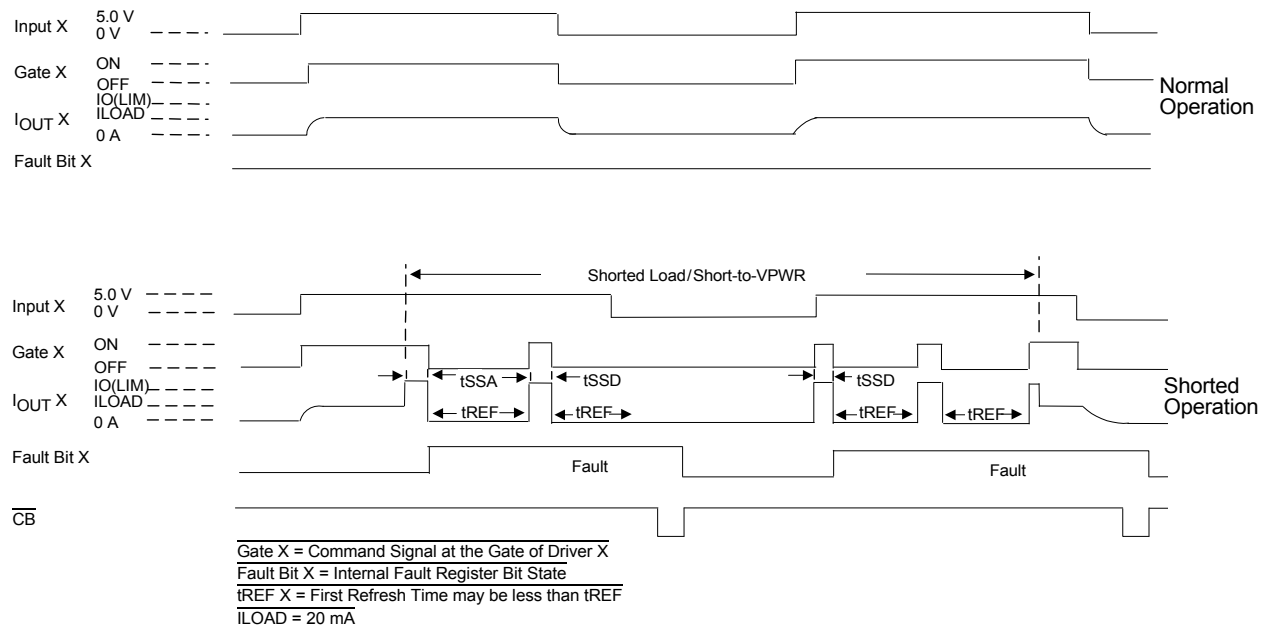 Input X 5.0 V
0 V
Gate X ON
OFF
IO(LIM)
IOUT X ILOAD
0 A
Fault Bit X
Normal
Operation
Shorted Load/Short-to-VPWR
Input X 5.0 V
0 V
Gate X ON
OFF
IO(LIM)
IOUT X ILOAD
0 A
tSSA tSSD tSSD
tREF tREF tREF tREF
Shorted
Operation
Fault Bit X Fault Fault
CB
Gate X = Command Signal at the Gate of Driver X
Fault Bit X = Internal Fault Register Bit State
tREF X = First Refresh Time may be less than tREF
ILOAD = 20 mA